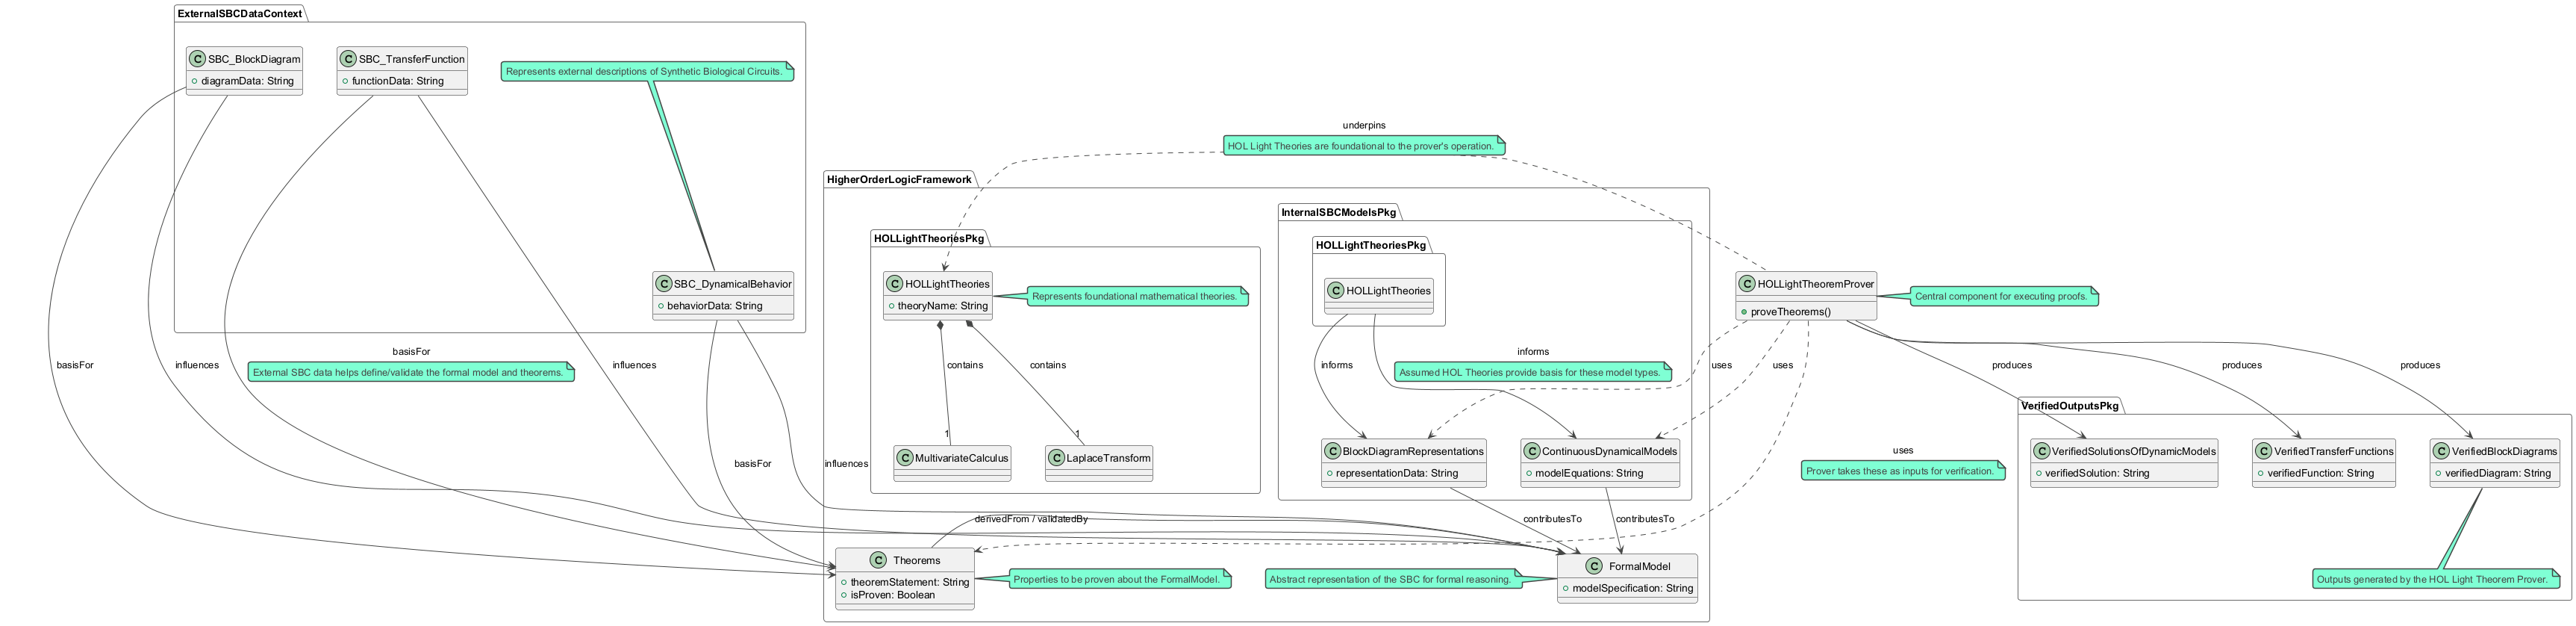 ExternalSBCDataContext
SBC_BlockDiagram
diagramData: String
SBC_TransferFunction
functionData: String
Represents external descriptions of Synthetic Biological Circuits.
SBC_DynamicalBehavior
behaviorData: String
underpins
HOL Light Theories are foundational to the prover's operation.
HigherOrderLogicFramework
HOLLightTheoriesPkg
HOLLightTheories
theoryName: String
Represents foundational mathematical theories.
InternalSBCModelsPkg
HOLLightTheoriesPkg
HOLLightTheories
HOLLightTheoremProver
proveTheorems()
Central component for executing proofs.
basisFor
influences
basisFor
External SBC data helps define/validate the formal model and theorems.
influences
contains
contains
informs
informs
Assumed HOL Theories provide basis for these model types.
uses
uses
produces
produces
produces
VerifiedOutputsPkg
1
1
MultivariateCalculus
LaplaceTransform
BlockDiagramRepresentations
representationData: String
ContinuousDynamicalModels
modelEquations: String
basisFor
influences
uses
Prover takes these as inputs for verification.
VerifiedSolutionsOfDynamicModels
verifiedSolution: String
VerifiedTransferFunctions
verifiedFunction: String
VerifiedBlockDiagrams
verifiedDiagram: String
derivedFrom / validatedBy
contributesTo
contributesTo
Theorems
theoremStatement: String
isProven: Boolean
Properties to be proven about the FormalModel.
Abstract representation of the SBC for formal reasoning.
FormalModel
modelSpecification: String
Outputs generated by the HOL Light Theorem Prover.